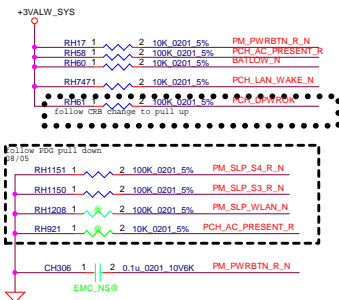 +3VALW_SYS
RH17 1 2 10K_0201_5% PM_PWRBTN_R_N
RH58 1 2 100K_0201_5% PCH_AC_PRESENT_R
RH60 1 2 10K_0201_5% BATLOW_N
RH747 1 2 10K_0201_5% PCH_LAN_WAKE_N
RH61 1 2 100K_0201_5% PCH_DPWROK
follow CRB change to pull up
follow PDG pull down
08/05
RH1151 1 2 100K_0201_5% PM_SLP_S4_R_N
RH1150 1 2 100K_0201_5% PM_SLP_S3_R_N
RH1208 1 2 100K_0201_5% PM_SLP_WLAN_N
RH921 1 2 10K_0201_5% PCH_AC_PRESENT_R
CH306 1 2 0.1u_0201_10V6K PM_PWRBTN_R_N
EMC_NS@